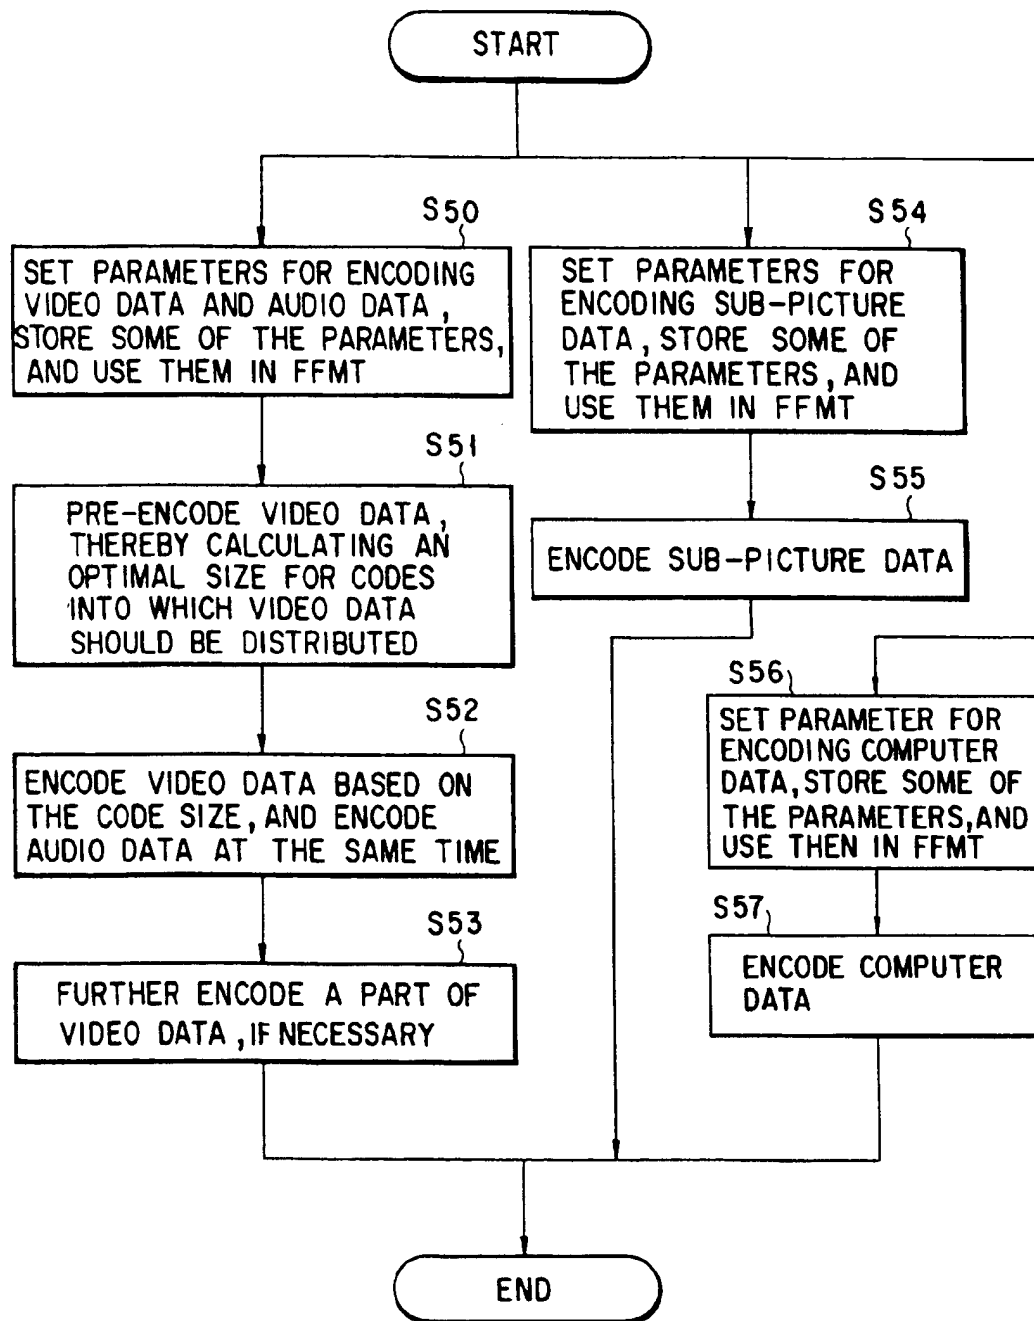 START
S50
SET PARAMETERS FOR ENCODING
VIDEO DATA AND AUDIO DATA,
STORE SOME OF THE PARAMETERS,
AND USE THEM IN FFMT
S51
PRE-ENCODE VIDEO DATA,
THEREBY CALCULATING AN
OPTIMAL SIZE FOR CODES
INTO WHICH VIDEO DATA
SHOULD BE DISTRIBUTED
S52
ENCODE VIDEO DATA BASED ON
THE CODE SIZE, AND ENCODE
AUDIO DATA AT THE SAME TIME
S53
FURTHER ENCODE A PART OF
VIDEO DATA, IF NECESSARY
S54
SET PARAMETERS FOR
ENCODING SUB-PICTURE
DATA, STORE SOME OF
THE PARAMETERS, AND
USE THEM IN FFMT
S55
ENCODE SUB-PICTURE DATA
S56
SET PARAMETER FOR
ENCODING COMPUTER
DATA, STORE SOME OF
THE PARAMETERS, AND
USE THEN IN FFMT
S57
ENCODE COMPUTER
DATA
END